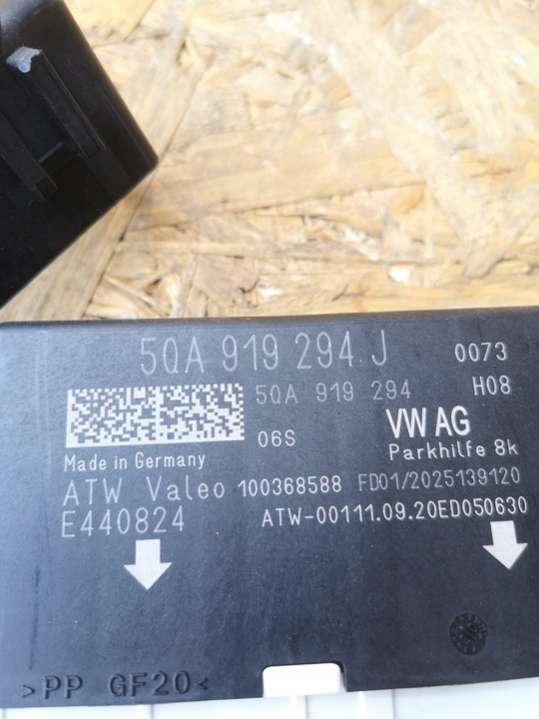 5QA 919 294 J 0073
5QA 919 294 H08
06S VW AG
Parkhilfe 8k
Made in Germany
ATW Valeo 100368588 FD01/2025139120
E440824 ATW-00111.09.20ED050630
>PP GF20<